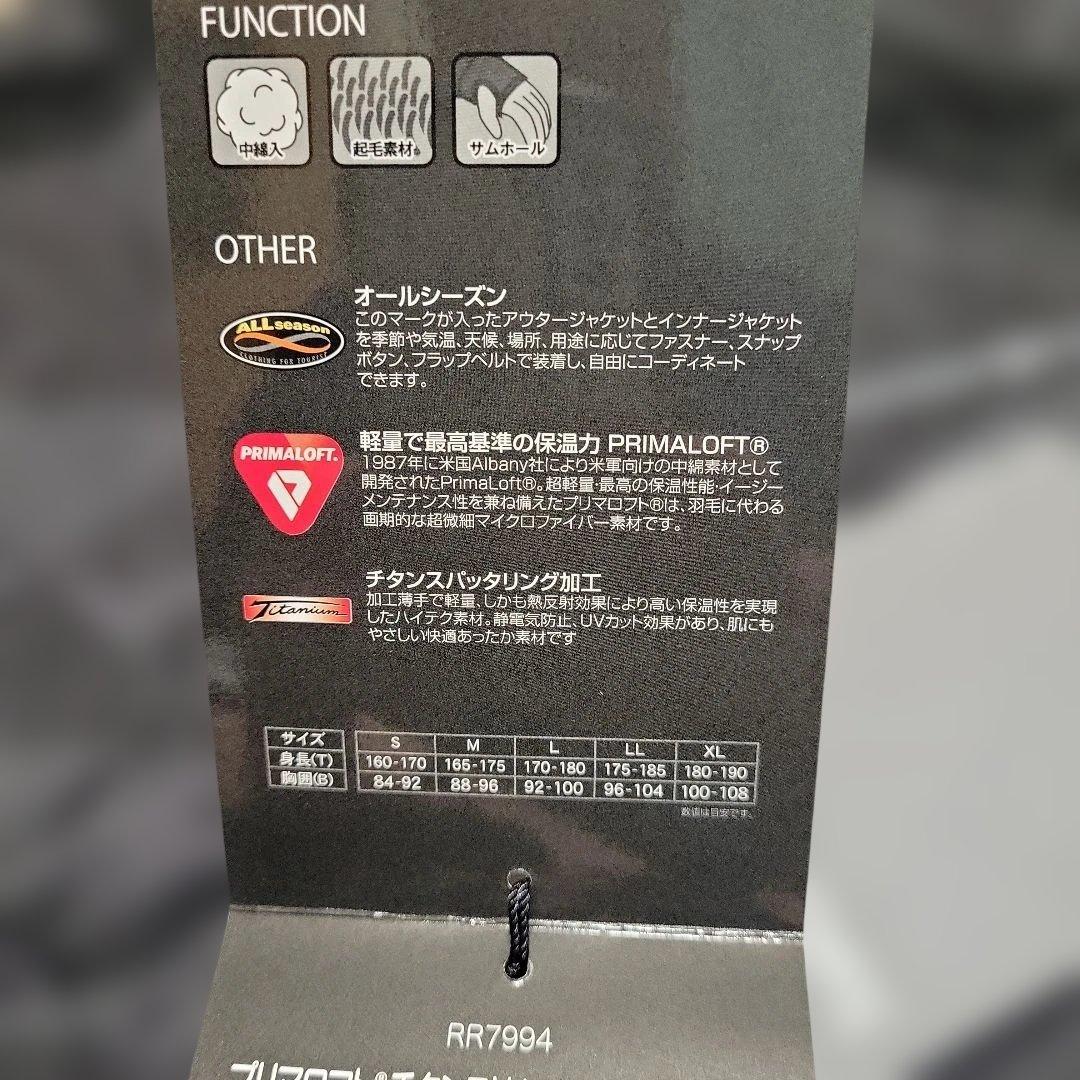 FUNCTION
中綿入
起毛素材
サムホール
OTHER
ALL season
CLOTHING FOR TOURIST
オールシーズン
このマークが入ったアウタージャケットとインナージャケット
を季節や気温、天候、場所、用途に応じてファスナー、スナップ
ボタン、フラップベルトで装着し、自由にコーディネート
できます。
PRIMALOFT®
軽量で最高基準の保温力 PRIMALOFT®
1987年に米国Albany社により米軍向けの中綿素材として
開発されたPrimaLoft®。超軽量・最高の保温性能・イージー
メンテナンス性を兼ね備えたプリマロフト®は、羽毛に代わる
画期的な超微細マイクロファイバー素材です。
Titanium
チタンスパッタリング加工
加工薄手で軽量、しかも熱反射効果により高い保温性を実現
したハイテク素材。静電気防止、UVカット効果があり、肌にも
やさしい快適あったか素材です
サイズ S M L LL XL
身長(T) 160-170 165-175 170-180 175-185 180-190
胸囲(B) 84-92 88-96 92-100 96-104 100-108
数値は目安です。
RR7994
プリマロフト®チタン